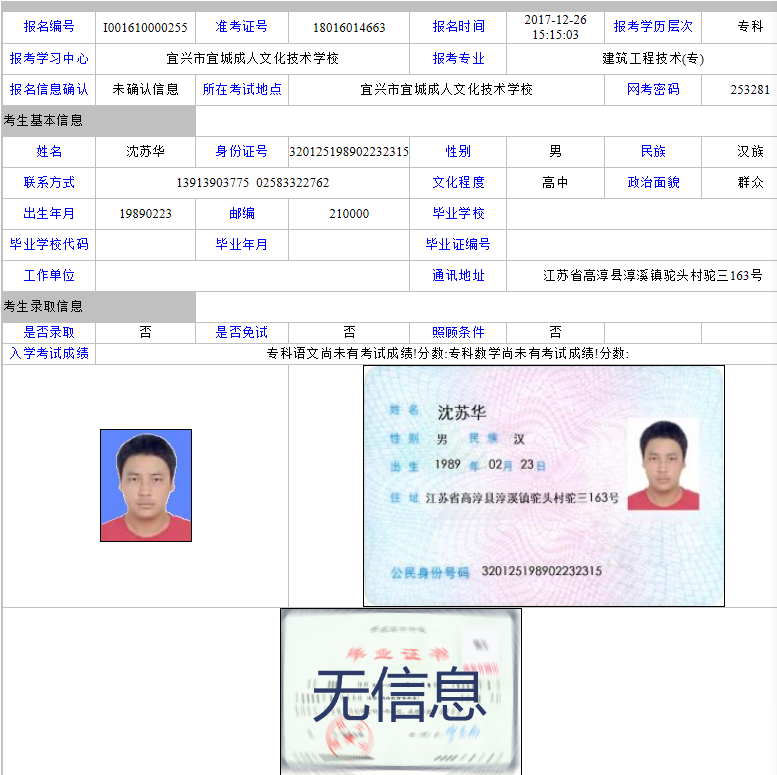 报名编号 I001610000255 准考证号 18016014663 报名时间 2017-12-26 15:15:03 报考学历层次 专科
报考学习中心 宜兴市宜城成人文化技术学校 报考专业 建筑工程技术(专)
报名信息确认 未确认信息 所在考试地点 宜兴市宜城成人文化技术学校 网考密码 253281
考生基本信息
姓名 沈苏华 身份证号 320125198902232315 性别 男 民族 汉族
联系方式 13913903775 02583322762 文化程度 高中 政治面貌 群众
出生年月 19890223 邮编 210000 毕业学校
毕业学校代码 毕业年月 毕业证编号
工作单位 通讯地址 江苏省高淳县淳溪镇驼头村驼三163号
考生录取信息
是否录取 否 是否免试 否 照顾条件 否
入学考试成绩 专科语文尚未有考试成绩!分数:专科数学尚未有考试成绩!分数:
姓名 沈苏华
性别 男 民族 汉
出生 1989 年 02月 23日
住址 江苏省高淳县淳溪镇驼头村驼三163号
公民身份号码 320125198902232315
毕业证书
无信息